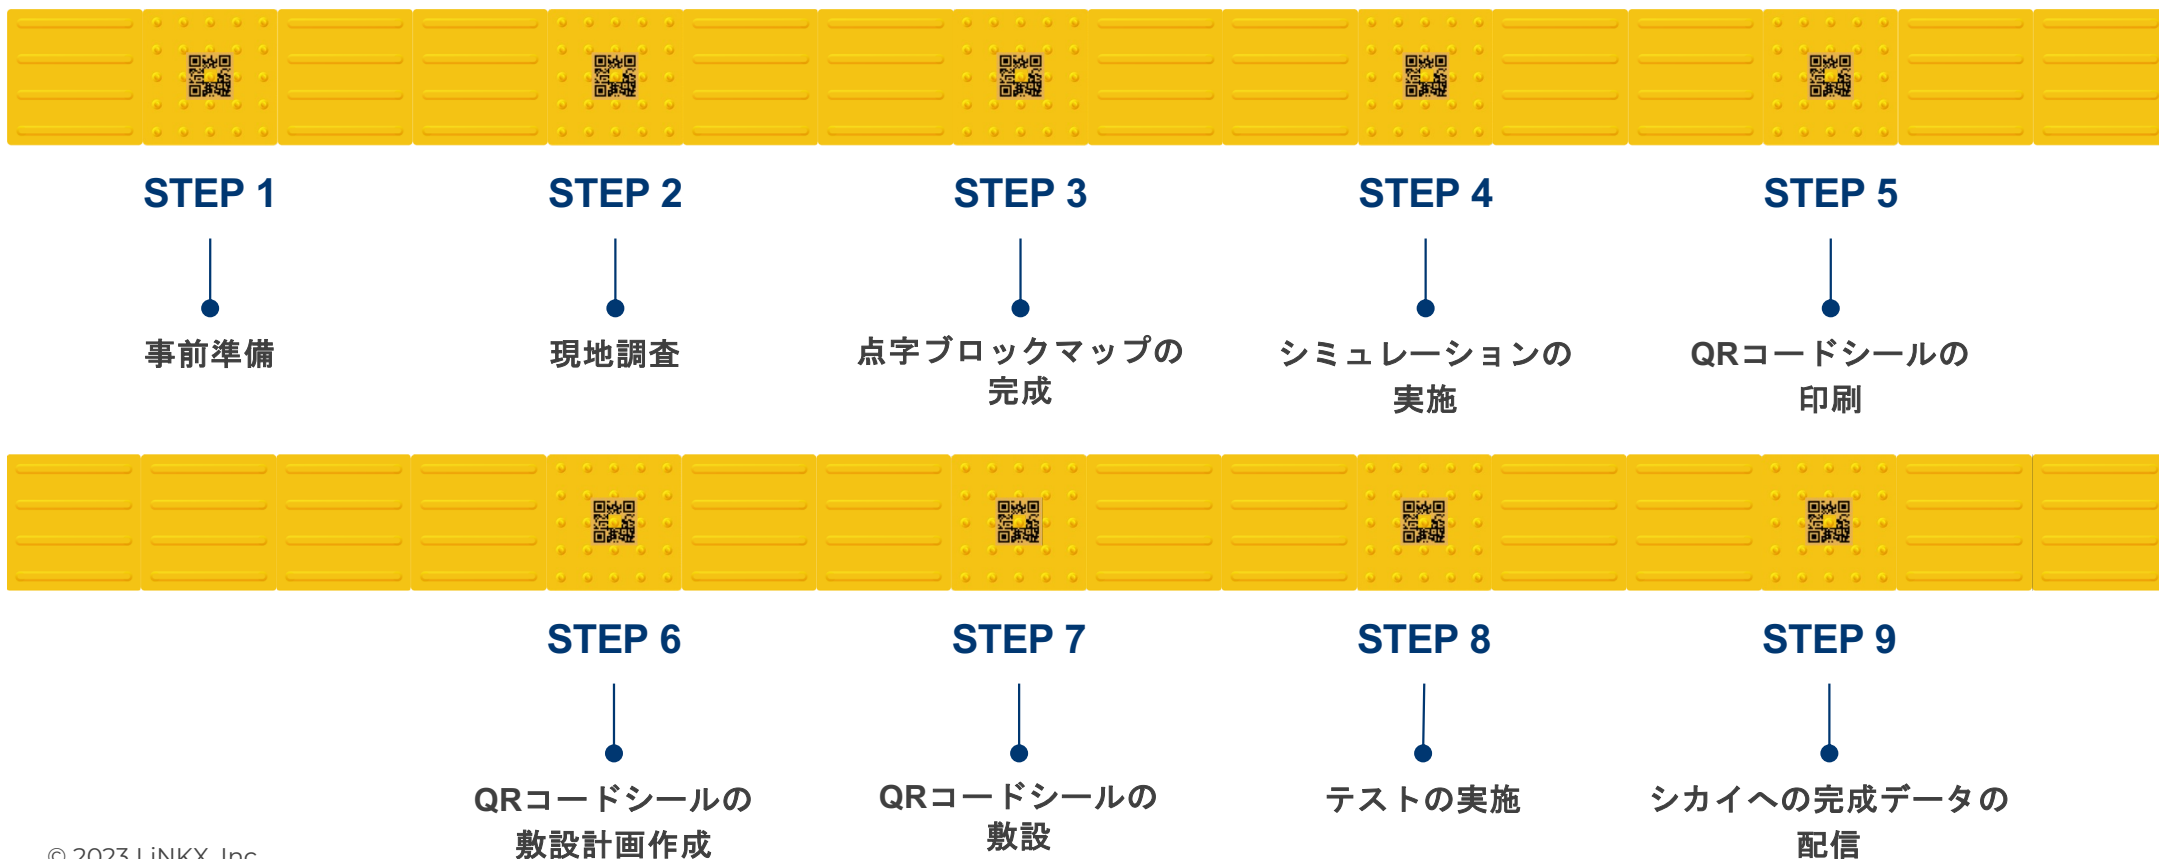 STEP 1
STEP 2
STEP 3
STEP 4
STEP 5
事前準備
現地調査
点字ブロックマップの
完成
シミュレーションの
実施
QRコードシールの
印刷
STEP 6
STEP 7
STEP 8
STEP 9
QRコードシールの
敷設計画作成
QRコードシールの
敷設
テストの実施
シカイへの完成データの
配信
© 2023 LiNKX, Inc